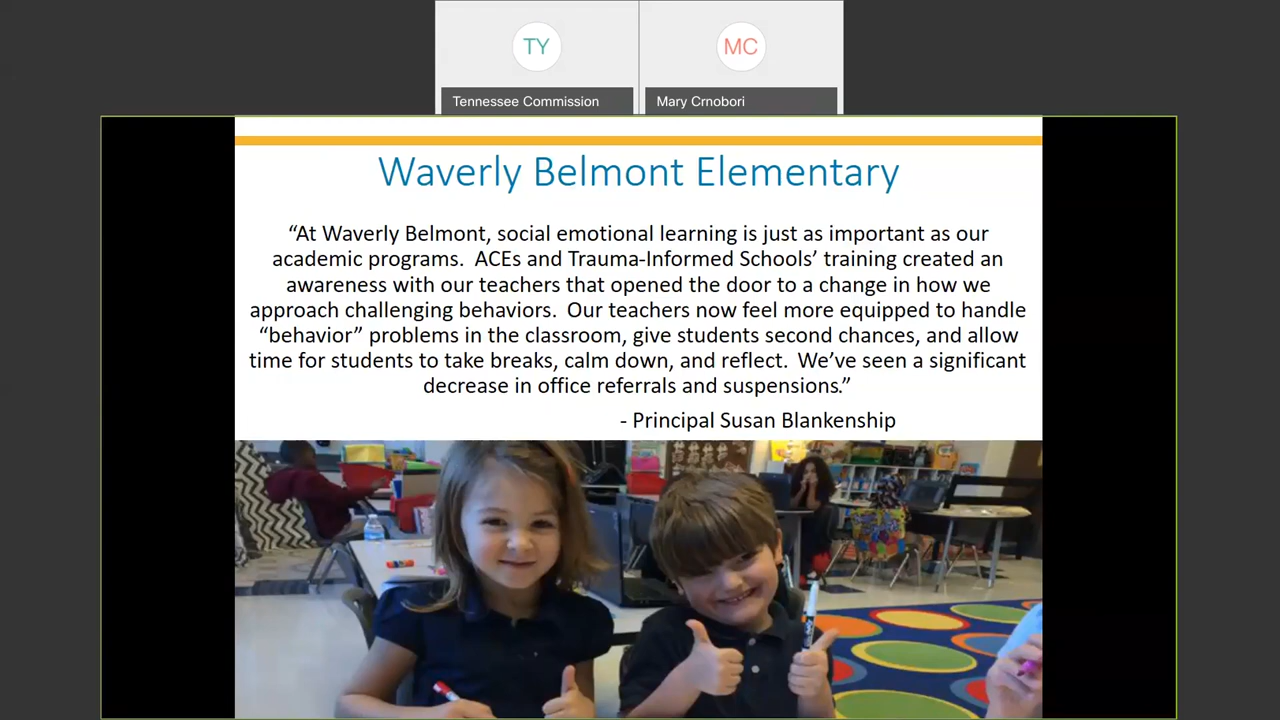 TY
MC
Tennessee Commission
Mary Crnobori
Waverly Belmont Elementary
“At Waverly Belmont, social emotional learning is just as important as our
academic programs.  ACEs and Trauma-Informed Schools’ training created an
awareness with our teachers that opened the door to a change in how we
approach challenging behaviors.  Our teachers now feel more equipped to handle
“behavior” problems in the classroom, give students second chances, and allow
time for students to take breaks, calm down, and reflect.  We’ve seen a significant
decrease in office referrals and suspensions.”
- Principal Susan Blankenship